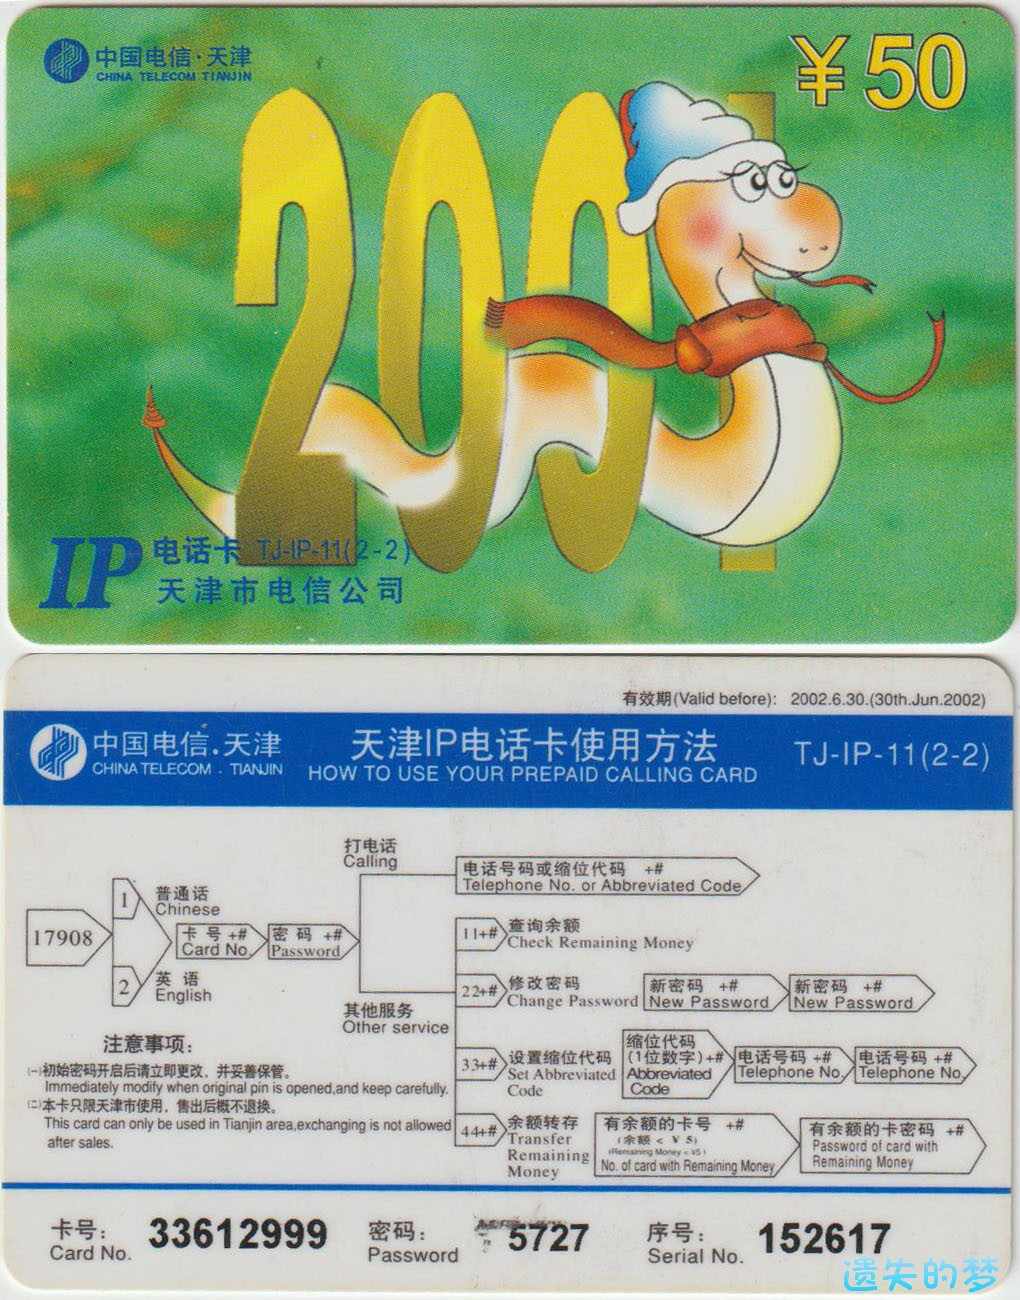 中国电信·天津
CHINA TELECOM TIANJIN
¥50
2001
IP 电话卡 TJ-IP-11(2-2)
天津市电信公司
有效期(Valid before): 2002.6.30.(30th.Jun.2002)
中国电信.天津
CHINA TELECOM . TIANJIN
天津IP电话卡使用方法
HOW TO USE YOUR PREPAID CALLING CARD
TJ-IP-11(2-2)
17908
1
普通话
Chinese
2
英 语
English
卡 号 +#
Card No.
密 码 +#
Password
打电话
Calling
电话号码或缩位代码 +#
Telephone No. or Abbreviated Code
其他服务
Other service
11+#
查询余额
Check Remaining Money
22+#
修改密码
Change Password
新密码 +#
New Password
新密码 +#
New Password
33+#
设置缩位代码
Set Abbreviated
Code
缩位代码
(1位数字)+#
Abbreviated
Code
电话号码 +#
Telephone No.
电话号码 +#
Telephone No.
44+#
余额转存
Transfer
Remaining
Money
有余额的卡号 +#
(余额 < ¥ 5)
(Remaining Money < ¥5)
No. of card with Remaining Money
有余额的卡密码 +#
Password of card with
Remaining Money
注意事项:
㈠初始密码开启后请立即更改、并妥善保管。
Immediately modify when original pin is opened,and keep carefully.
㈡本卡只限天津市使用，售出后概不退换。
This card can only be used in Tianjin area,exchanging is not allowed
after sales.
卡号: 33612999
Card No.
密码: 5727
Password
序号: 152617
Serial No.
遗失的梦